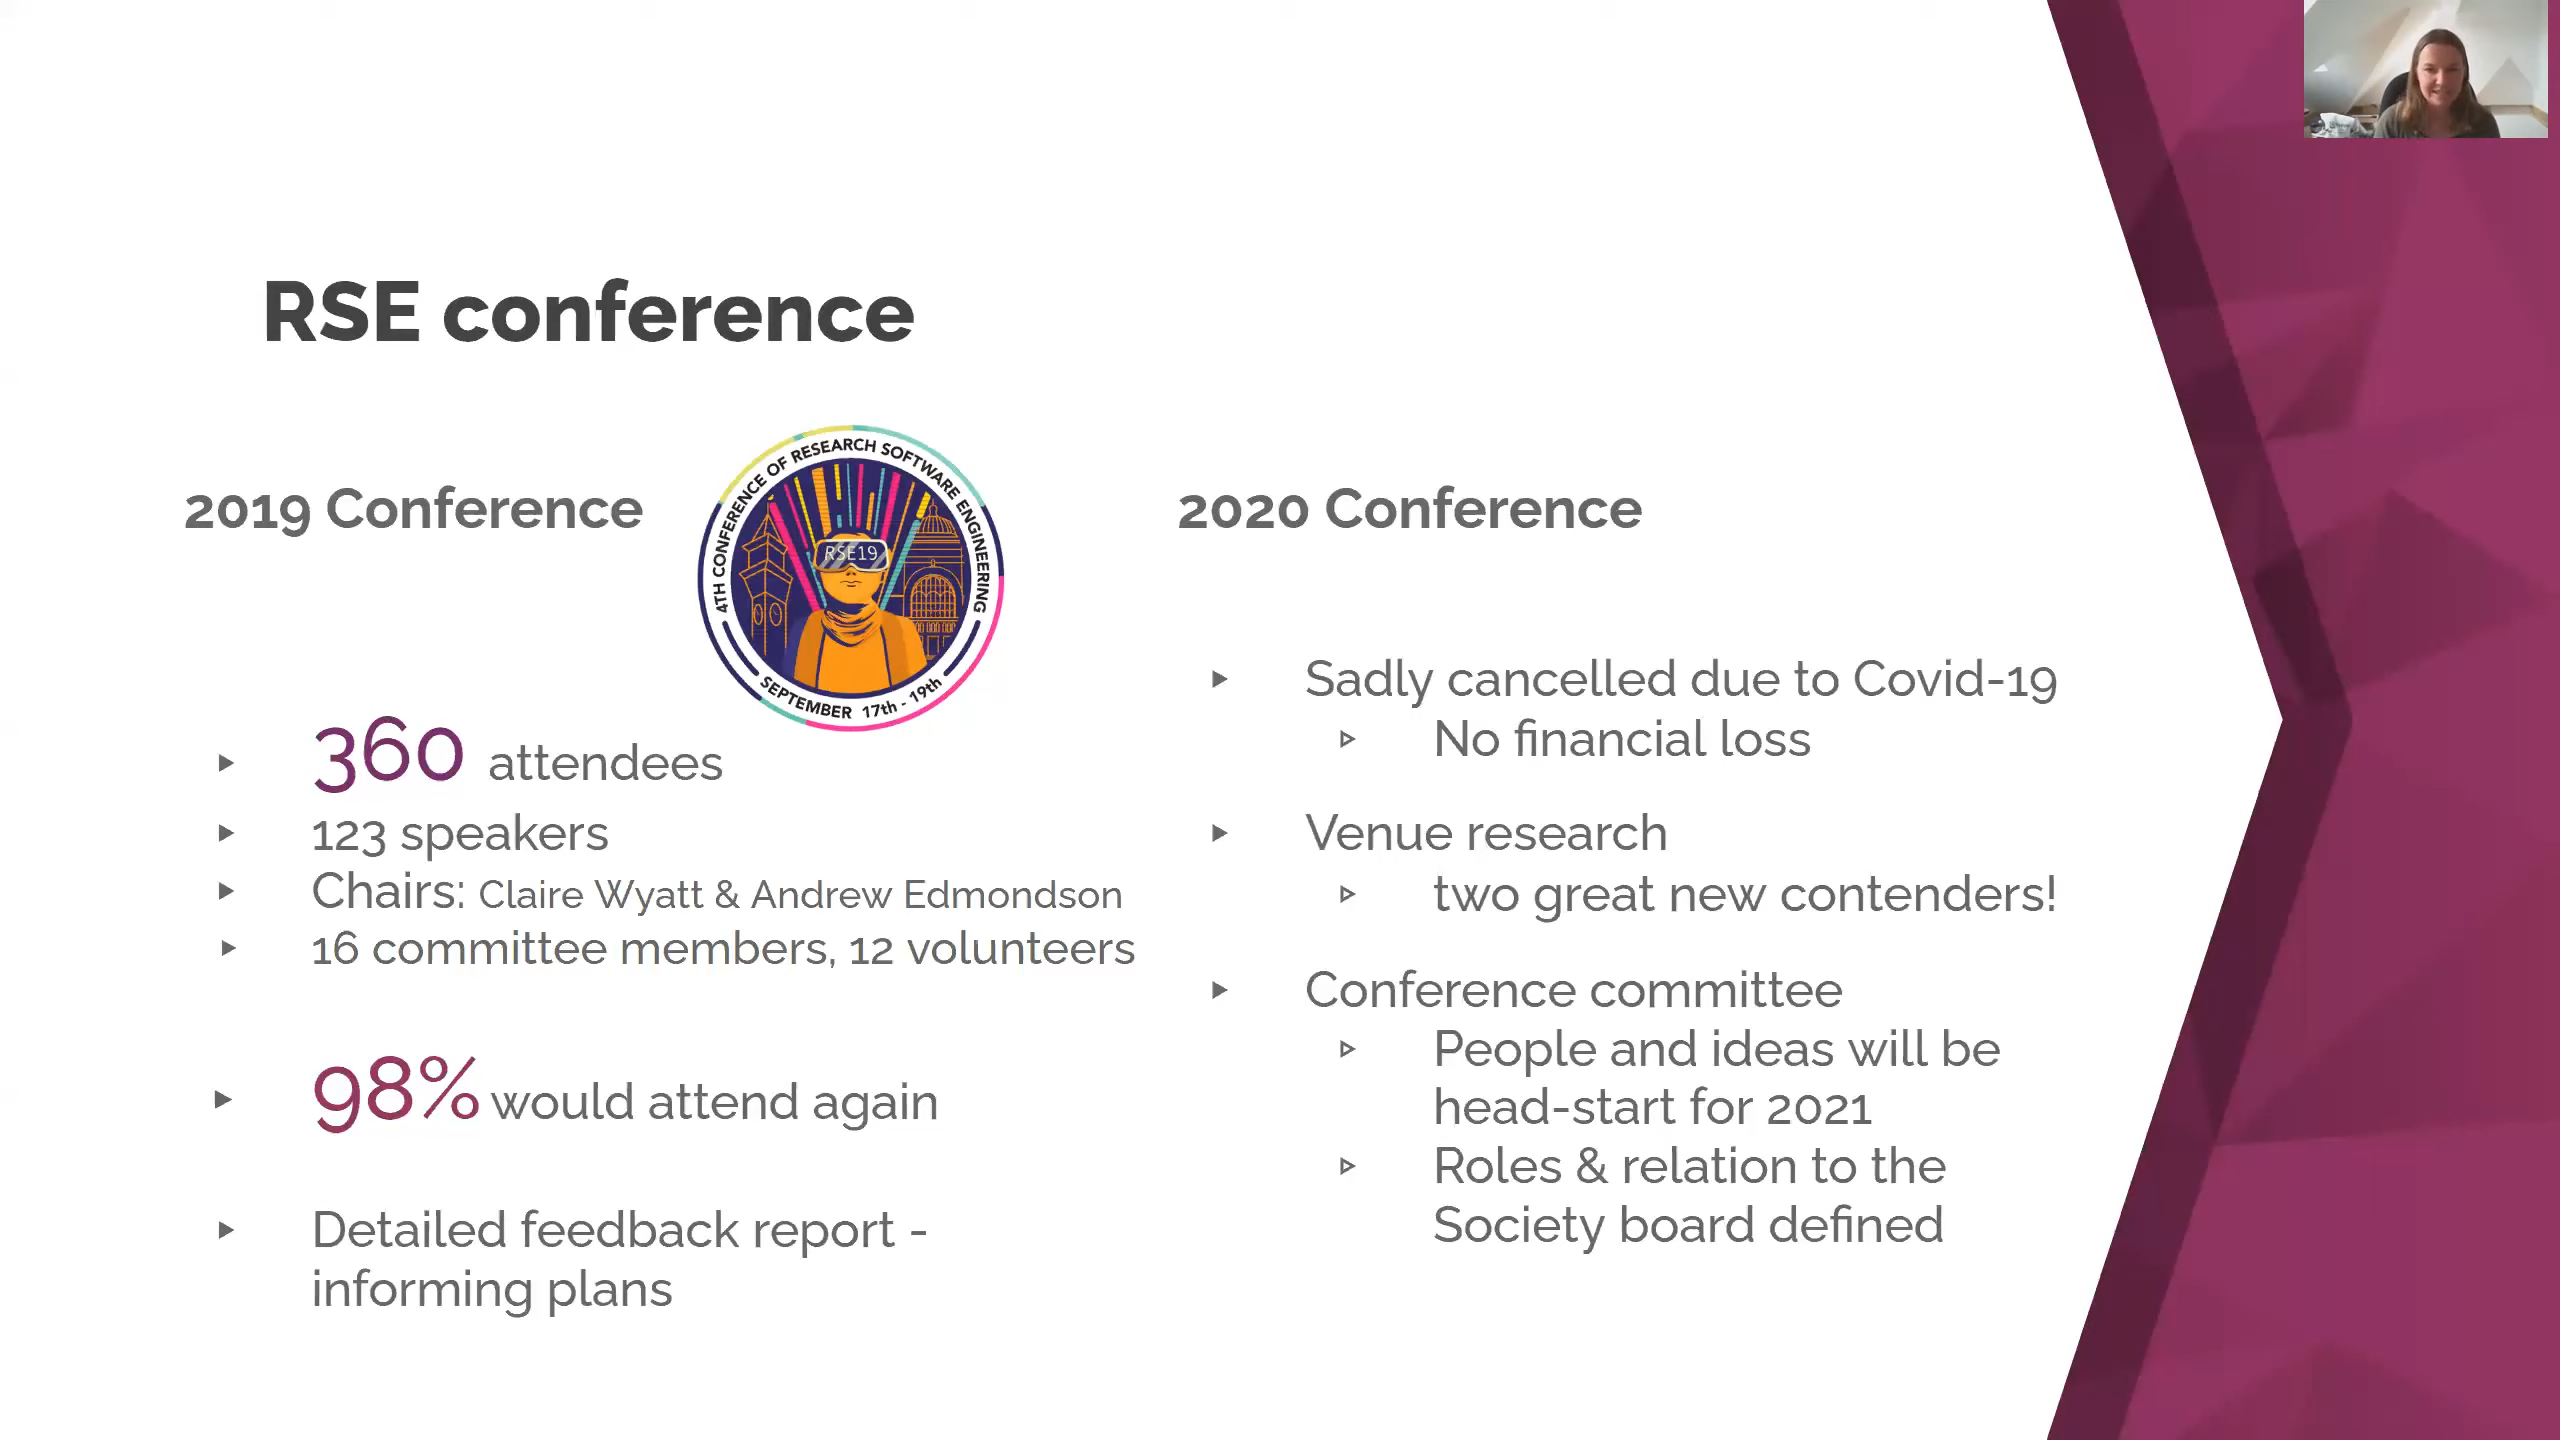 RSE conference
2019 Conference
4TH CONFERENCE OF RESEARCH SOFTWARE ENGINEERING
RSE19
SEPTEMBER 17th - 19th
360 attendees
123 speakers
Chairs: Claire Wyatt & Andrew Edmondson
16 committee members, 12 volunteers
98% would attend again
Detailed feedback report -
informing plans
2020 Conference
Sadly cancelled due to Covid-19
No financial loss
Venue research
two great new contenders!
Conference committee
People and ideas will be
head-start for 2021
Roles & relation to the
Society board defined